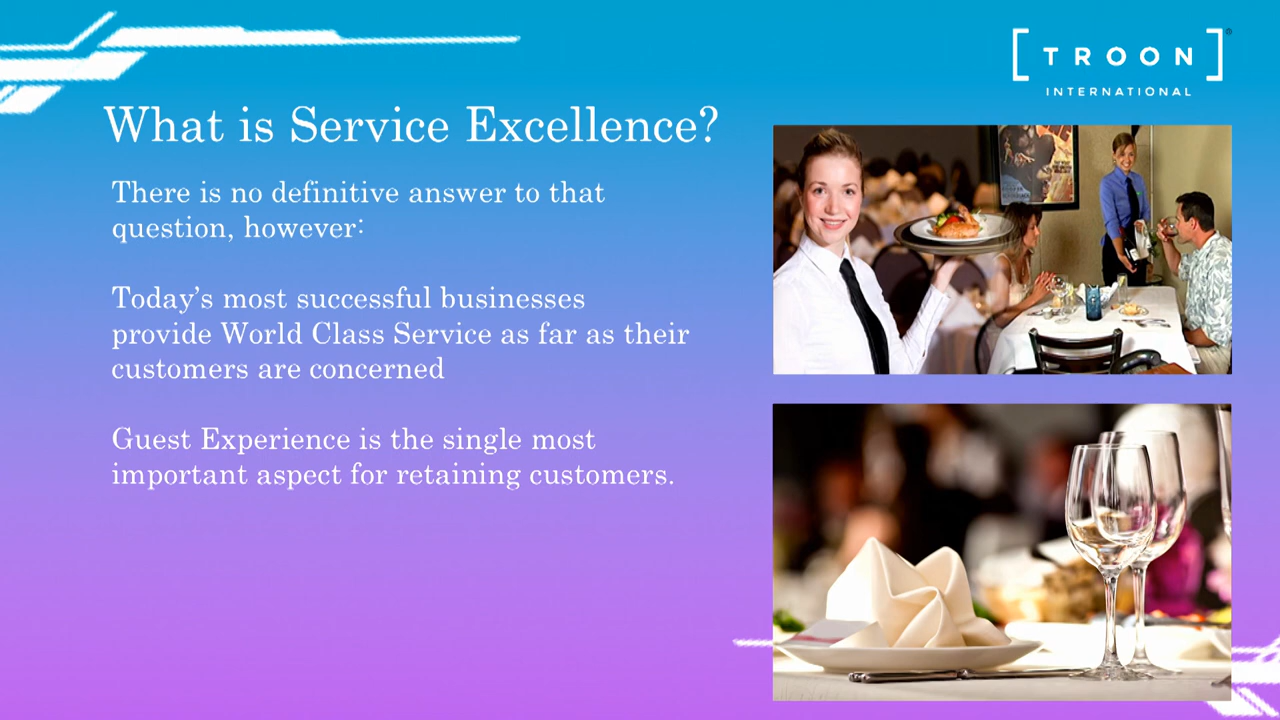 [TROON]®
INTERNATIONAL
What is Service Excellence?
There is no definitive answer to that
question, however:
Today’s most successful businesses
provide World Class Service as far as their
customers are concerned
Guest Experience is the single most
important aspect for retaining customers.